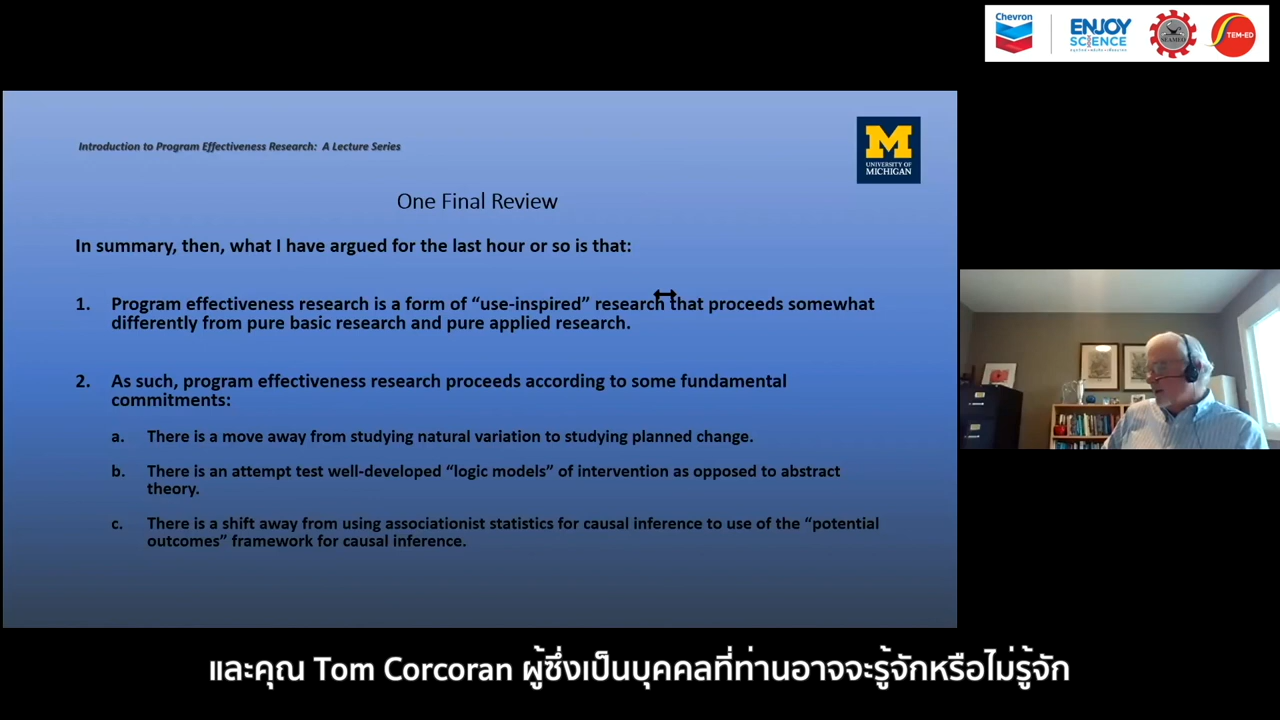 Chevron
ENJOY
SCIENCE
SEAMEO
STEM-ED
Introduction to Program Effectiveness Research: A Lecture Series
M
UNIVERSITY OF
MICHIGAN
One Final Review
In summary, then, what I have argued for the last hour or so is that:
1. Program effectiveness research is a form of “use-inspired” research that proceeds somewhat
differently from pure basic research and pure applied research.
2. As such, program effectiveness research proceeds according to some fundamental
commitments:
a. There is a move away from studying natural variation to studying planned change.
b. There is an attempt test well-developed “logic models” of intervention as opposed to abstract
theory.
c. There is a shift away from using associationist statistics for causal inference to use of the “potential
outcomes” framework for causal inference.
และคุณ Tom Corcoran ผู้ซึ่งเป็นบุคคลที่ท่านอาจจะรู้จักหรือไม่รู้จัก